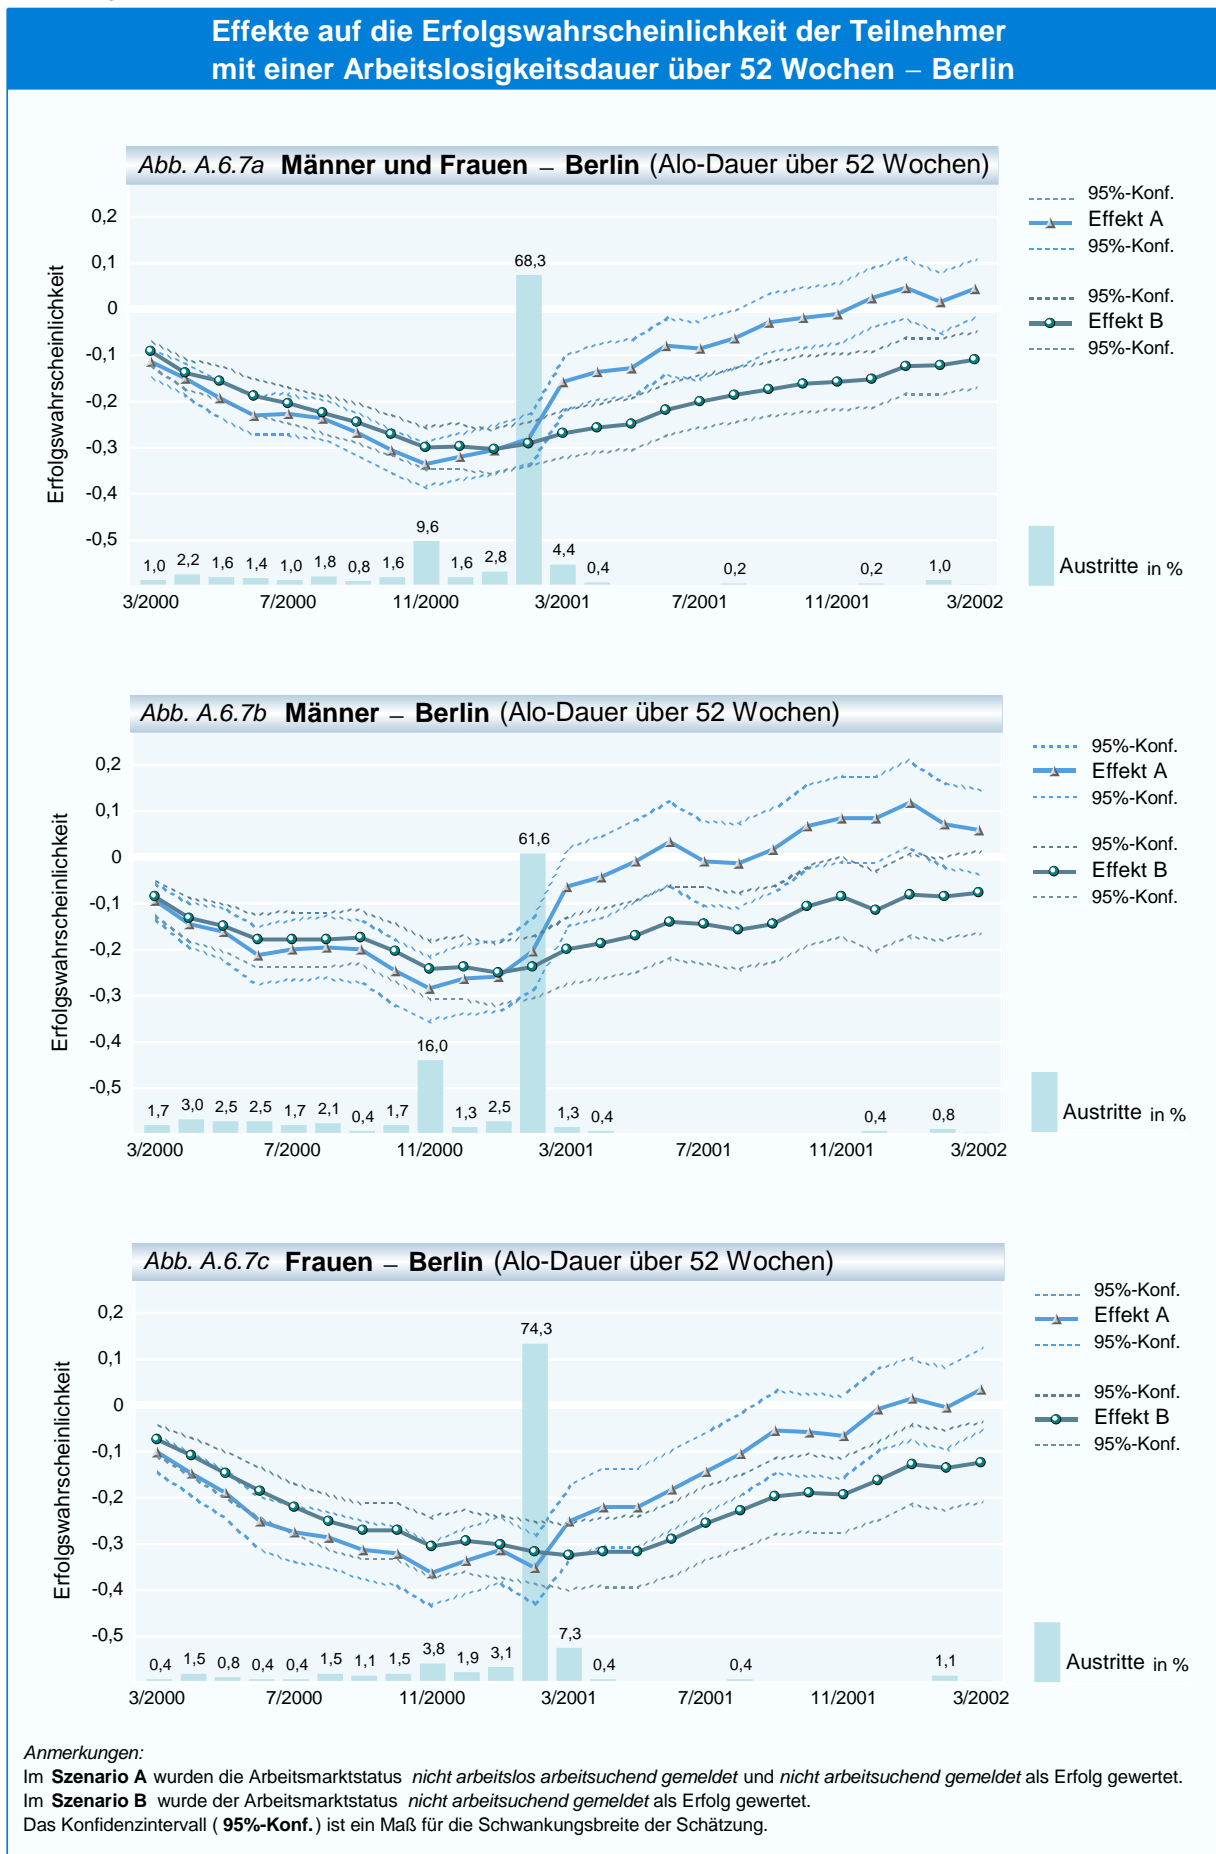 Effekte auf die Erfolgswahrscheinlichkeit der Teilnehmer
mit einer Arbeitslosigkeitsdauer über 52 Wochen – Berlin
Abb. A.6.7a Männer und Frauen – Berlin (Alo-Dauer über 52 Wochen)
Erfolgswahrscheinlichkeit
0,2
0,1
0
-0,1
-0,2
-0,3
-0,4
-0,5
1,0 2,2 1,6 1,4 1,0 1,8 0,8 1,6 9,6 1,6 2,8 68,3 4,4 0,4 0,2 0,2 1,0
3/2000 7/2000 11/2000 3/2001 7/2001 11/2001 3/2002
95%-Konf.
Effekt A
95%-Konf.
95%-Konf.
Effekt B
95%-Konf.
Austritte in %
Abb. A.6.7b Männer – Berlin (Alo-Dauer über 52 Wochen)
Erfolgswahrscheinlichkeit
0,2
0,1
0
-0,1
-0,2
-0,3
-0,4
-0,5
1,7 3,0 2,5 2,5 1,7 2,1 0,4 1,7 16,0 1,3 2,5 61,6 1,3 0,4 0,4 0,8
3/2000 7/2000 11/2000 3/2001 7/2001 11/2001 3/2002
95%-Konf.
Effekt A
95%-Konf.
95%-Konf.
Effekt B
95%-Konf.
Austritte in %
Abb. A.6.7c Frauen – Berlin (Alo-Dauer über 52 Wochen)
Erfolgswahrscheinlichkeit
0,2
0,1
0
-0,1
-0,2
-0,3
-0,4
-0,5
0,4 1,5 0,8 0,4 0,4 1,5 1,1 1,5 3,8 1,9 3,1 74,3 7,3 0,4 0,4 1,1
3/2000 7/2000 11/2000 3/2001 7/2001 11/2001 3/2002
95%-Konf.
Effekt A
95%-Konf.
95%-Konf.
Effekt B
95%-Konf.
Austritte in %
Anmerkungen:
Im Szenario A wurden die Arbeitsmarktstatus nicht arbeitslos arbeitsuchend gemeldet und nicht arbeitsuchend gemeldet als Erfolg gewertet.
Im Szenario B wurde der Arbeitsmarktstatus nicht arbeitsuchend gemeldet als Erfolg gewertet.
Das Konfidenzintervall ( 95%-Konf. ) ist ein Maß für die Schwankungsbreite der Schätzung.